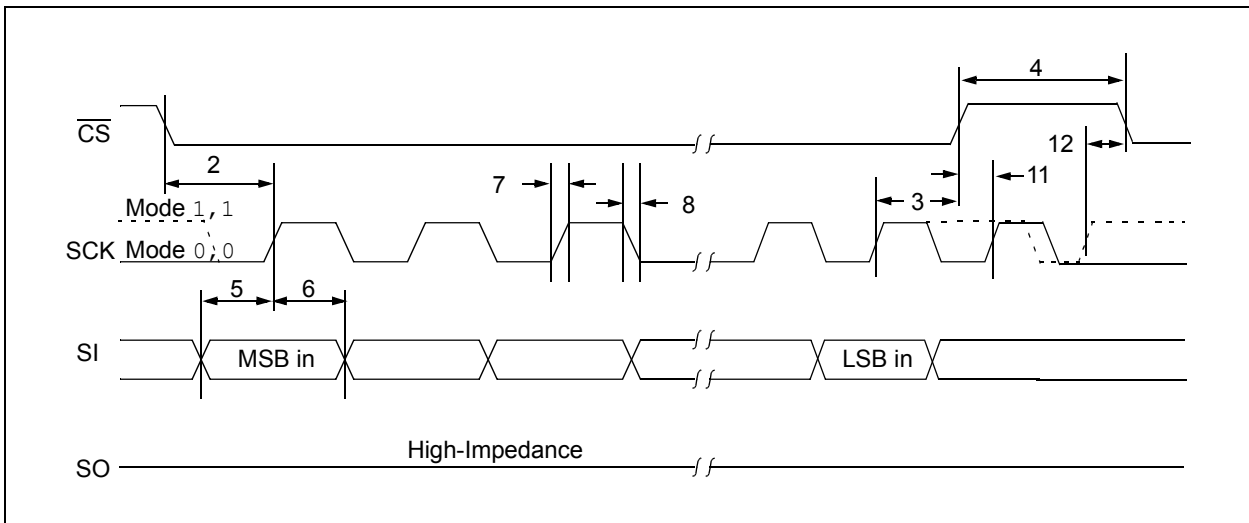 4
CS
12
2
7
8
3
11
Mode 1,1
SCK Mode 0,0
5
6
SI
MSB in
LSB in
High-Impedance
SO